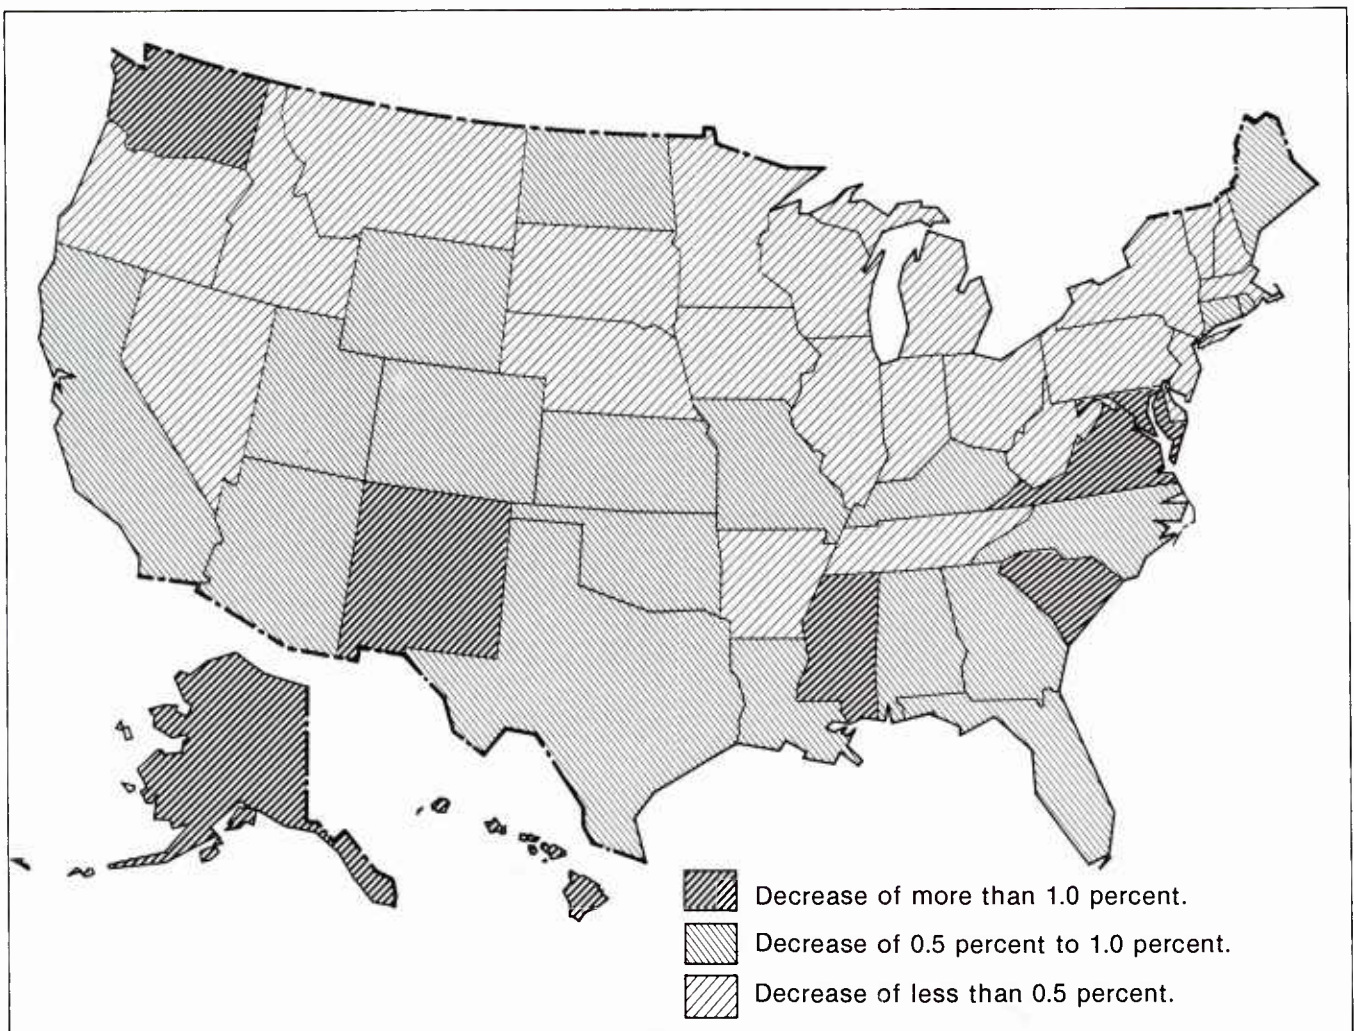 Decrease of more than 1.0 percent.
Decrease of 0.5 percent to 1.0 percent.
Decrease of less than 0.5 percent.